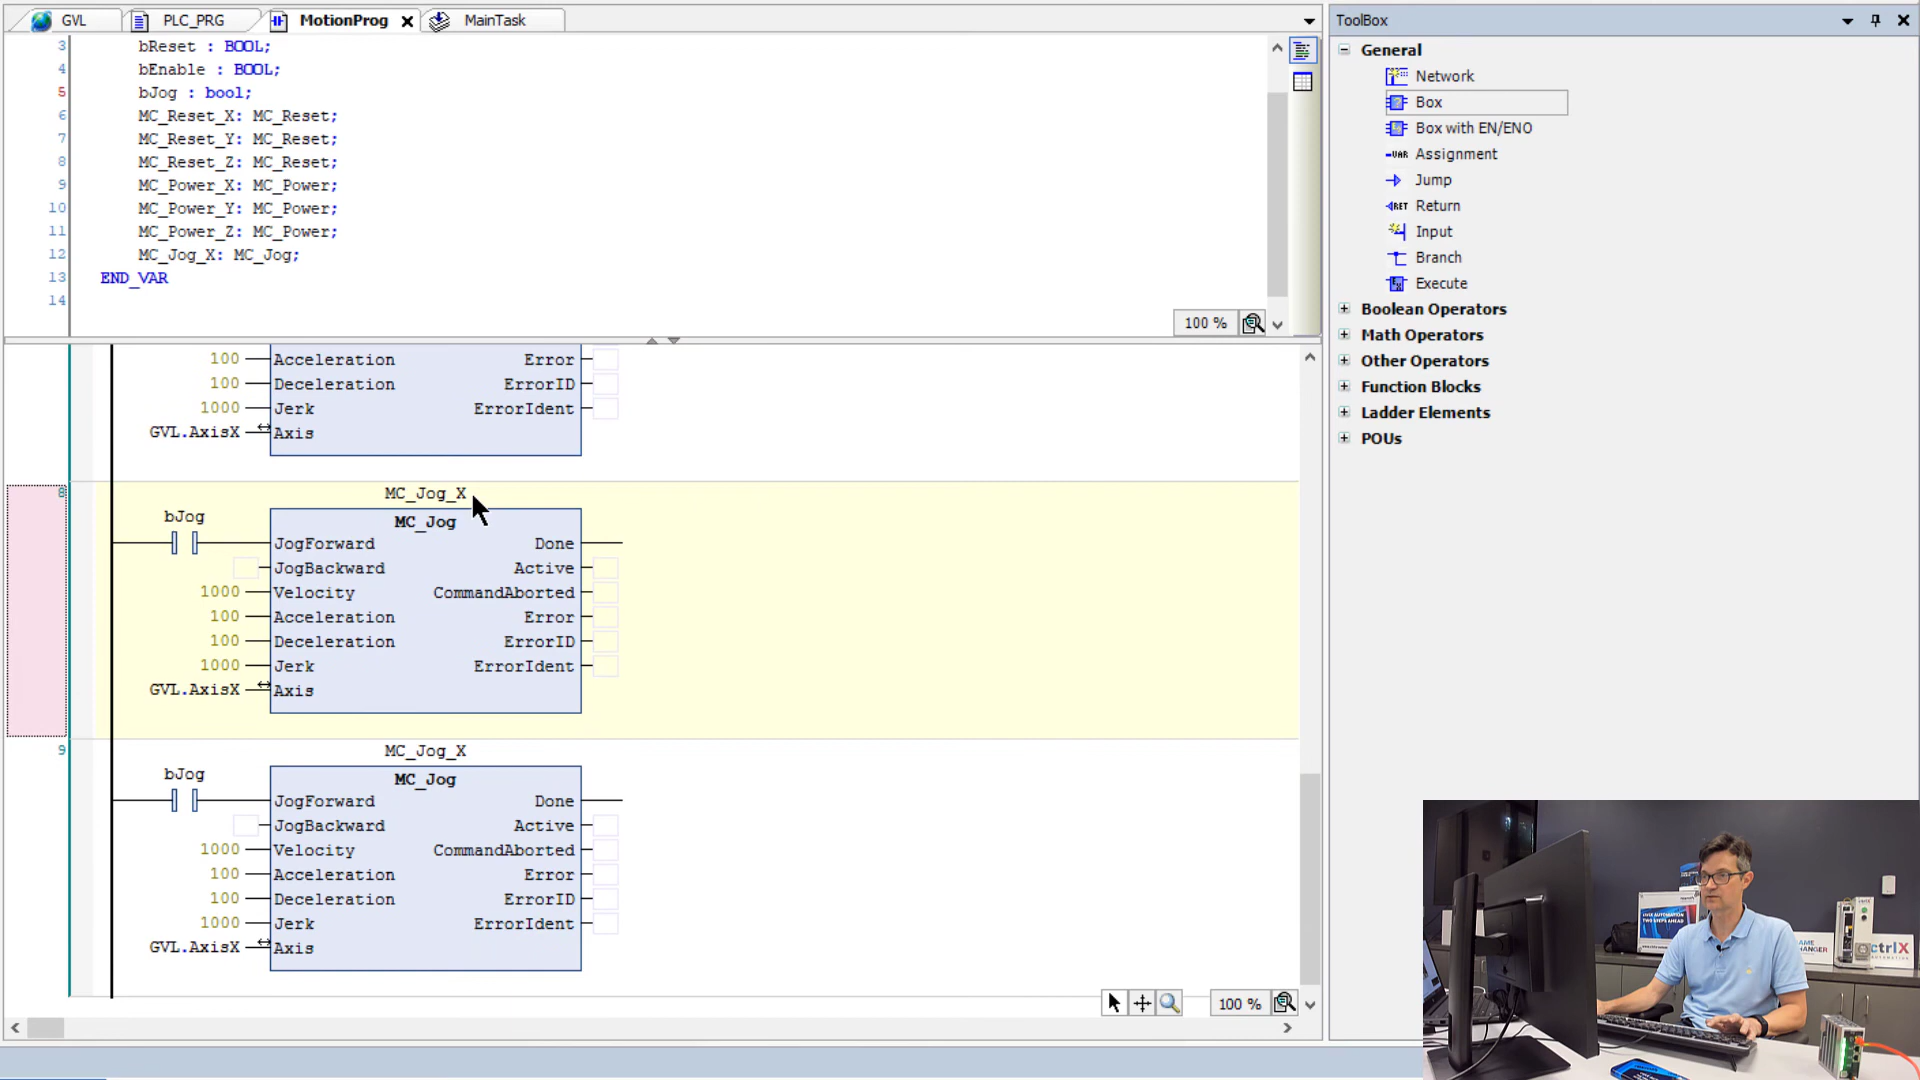 GVL
PLC_PRG
MotionProg
MainTask
ToolBox
3 bReset : BOOL;
4 bEnable : BOOL;
5 bJog : bool;
6 MC_Reset_X: MC_Reset;
7 MC_Reset_Y: MC_Reset;
8 MC_Reset_Z: MC_Reset;
9 MC_Power_X: MC_Power;
10 MC_Power_Y: MC_Power;
11 MC_Power_Z: MC_Power;
12 MC_Jog_X: MC_Jog;
13 END_VAR
14
100 %
100 Acceleration Error
100 Deceleration ErrorID
1000 Jerk ErrorIdent
GVL.AxisX Axis
8
MC_Jog_X
bJog MC_Jog
JogForward Done
JogBackward Active
1000 Velocity CommandAborted
100 Acceleration Error
100 Deceleration ErrorID
1000 Jerk ErrorIdent
GVL.AxisX Axis
9
MC_Jog_X
bJog MC_Jog
JogForward Done
JogBackward Active
1000 Velocity CommandAborted
100 Acceleration Error
100 Deceleration ErrorID
1000 Jerk ErrorIdent
GVL.AxisX Axis
100 %
General
Network
Box
Box with EN/ENO
VAR Assignment
Jump
RET Return
Input
Branch
Execute
Boolean Operators
Math Operators
Other Operators
Function Blocks
Ladder Elements
POUs
ctrlX